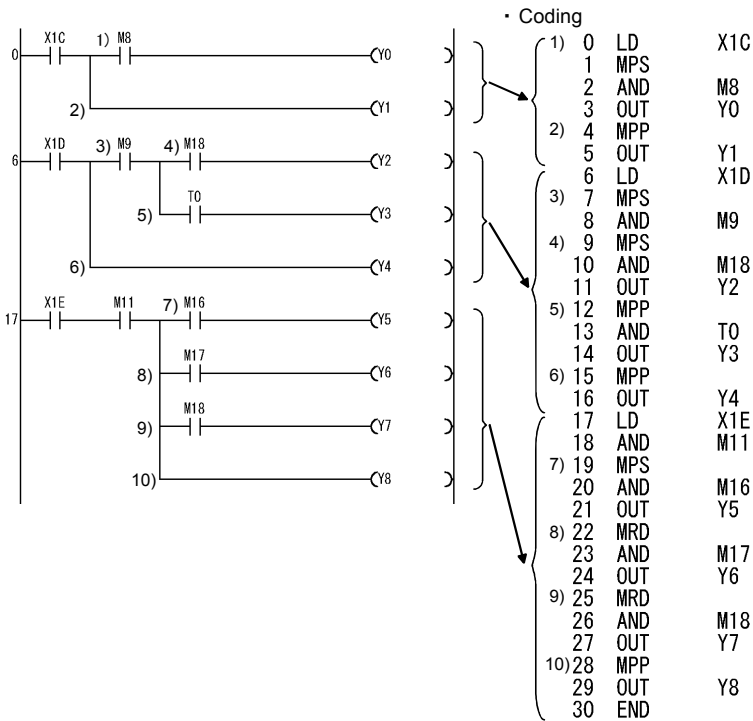 ▪ Coding
X1C 1) M8
0 Y0
2) Y1
X1D 3) M9 4) M18
6 Y2
T0
5) Y3
6) Y4
X1E M11 7) M16
17 Y5
M17
8) Y6
M18
9) Y7
10) Y8
1) 0 LD X1C
1 MPS
2 AND M8
3 OUT Y0
2) 4 MPP
5 OUT Y1
6 LD X1D
3) 7 MPS
8 AND M9
4) 9 MPS
10 AND M18
11 OUT Y2
5) 12 MPP
13 AND T0
14 OUT Y3
6) 15 MPP
16 OUT Y4
17 LD X1E
18 AND M11
7) 19 MPS
20 AND M16
21 OUT Y5
8) 22 MRD
23 AND M17
24 OUT Y6
9) 25 MRD
26 AND M18
27 OUT Y7
10) 28 MPP
29 OUT Y8
30 END